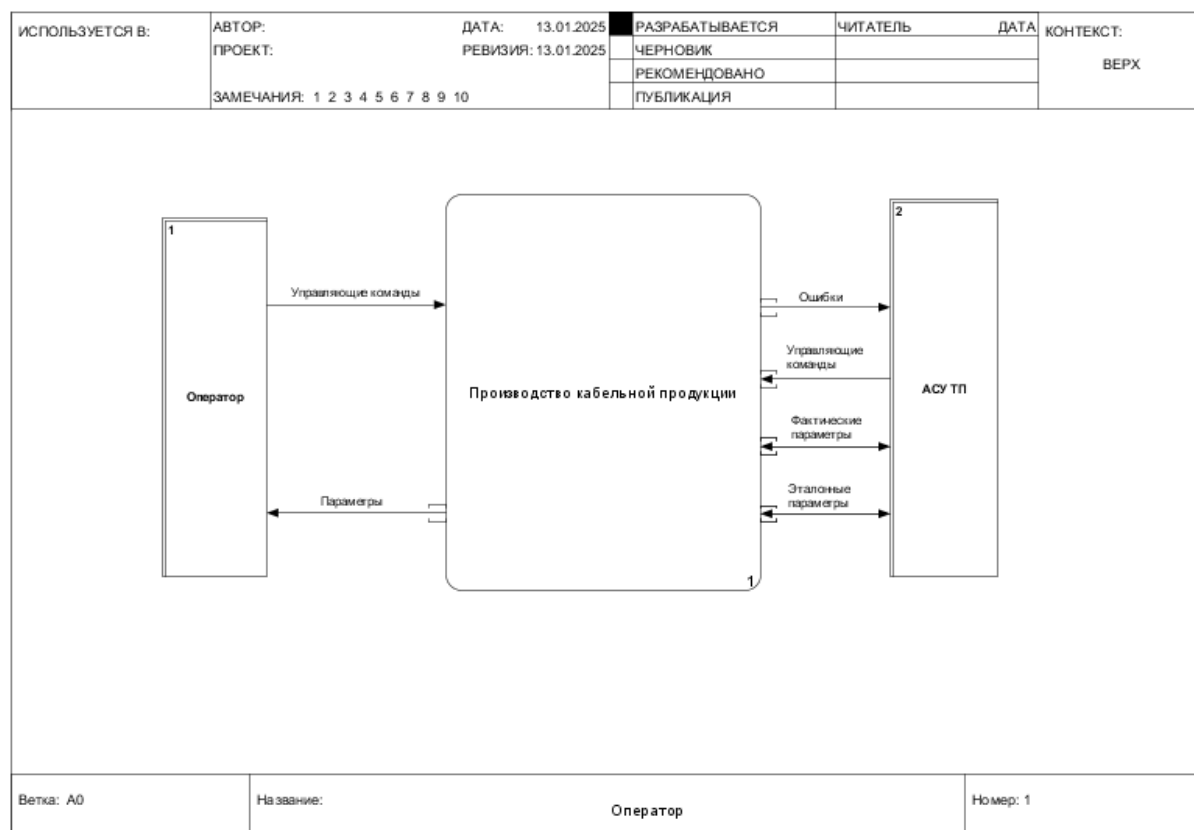 ИСПОЛЬЗУЕТСЯ В:
АВТОР:
ДАТА: 13.01.2025
РАЗРАБАТЫВАЕТСЯ
ЧИТАТЕЛЬ
ДАТА
КОНТЕКСТ:
ПРОЕКТ:
РЕВИЗИЯ: 13.01.2025
ЧЕРНОВИК
ВЕРХ
РЕКОМЕНДОВАНО
ЗАМЕЧАНИЯ: 1 2 3 4 5 6 7 8 9 10
ПУБЛИКАЦИЯ
1
Оператор
Управляющие команды
Параметры
Производство кабельной продукции
1
Ошибки
Управляющие
команды
Фактические
параметры
Эталонные
параметры
2
АСУ ТП
Ветка: A0
Название:
Оператор
Номер: 1